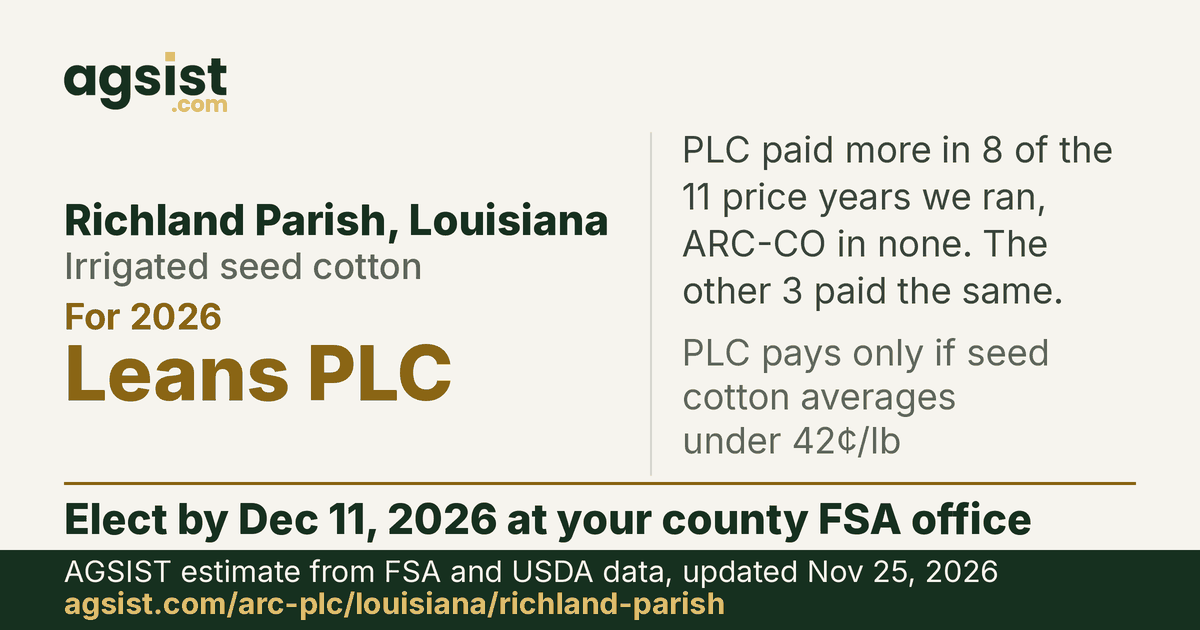 agsist
.com
Richland Parish, Louisiana
Irrigated seed cotton
For 2026
Leans PLC
PLC paid more in 8 of the
11 price years we ran,
ARC-CO in none. The
other 3 paid the same.
PLC pays only if seed
cotton averages
under 42¢/lb
Elect by Dec 11, 2026 at your county FSA office
AGSIST estimate from FSA and USDA data, updated Nov 25, 2026
agsist.com/arc-plc/louisiana/richland-parish